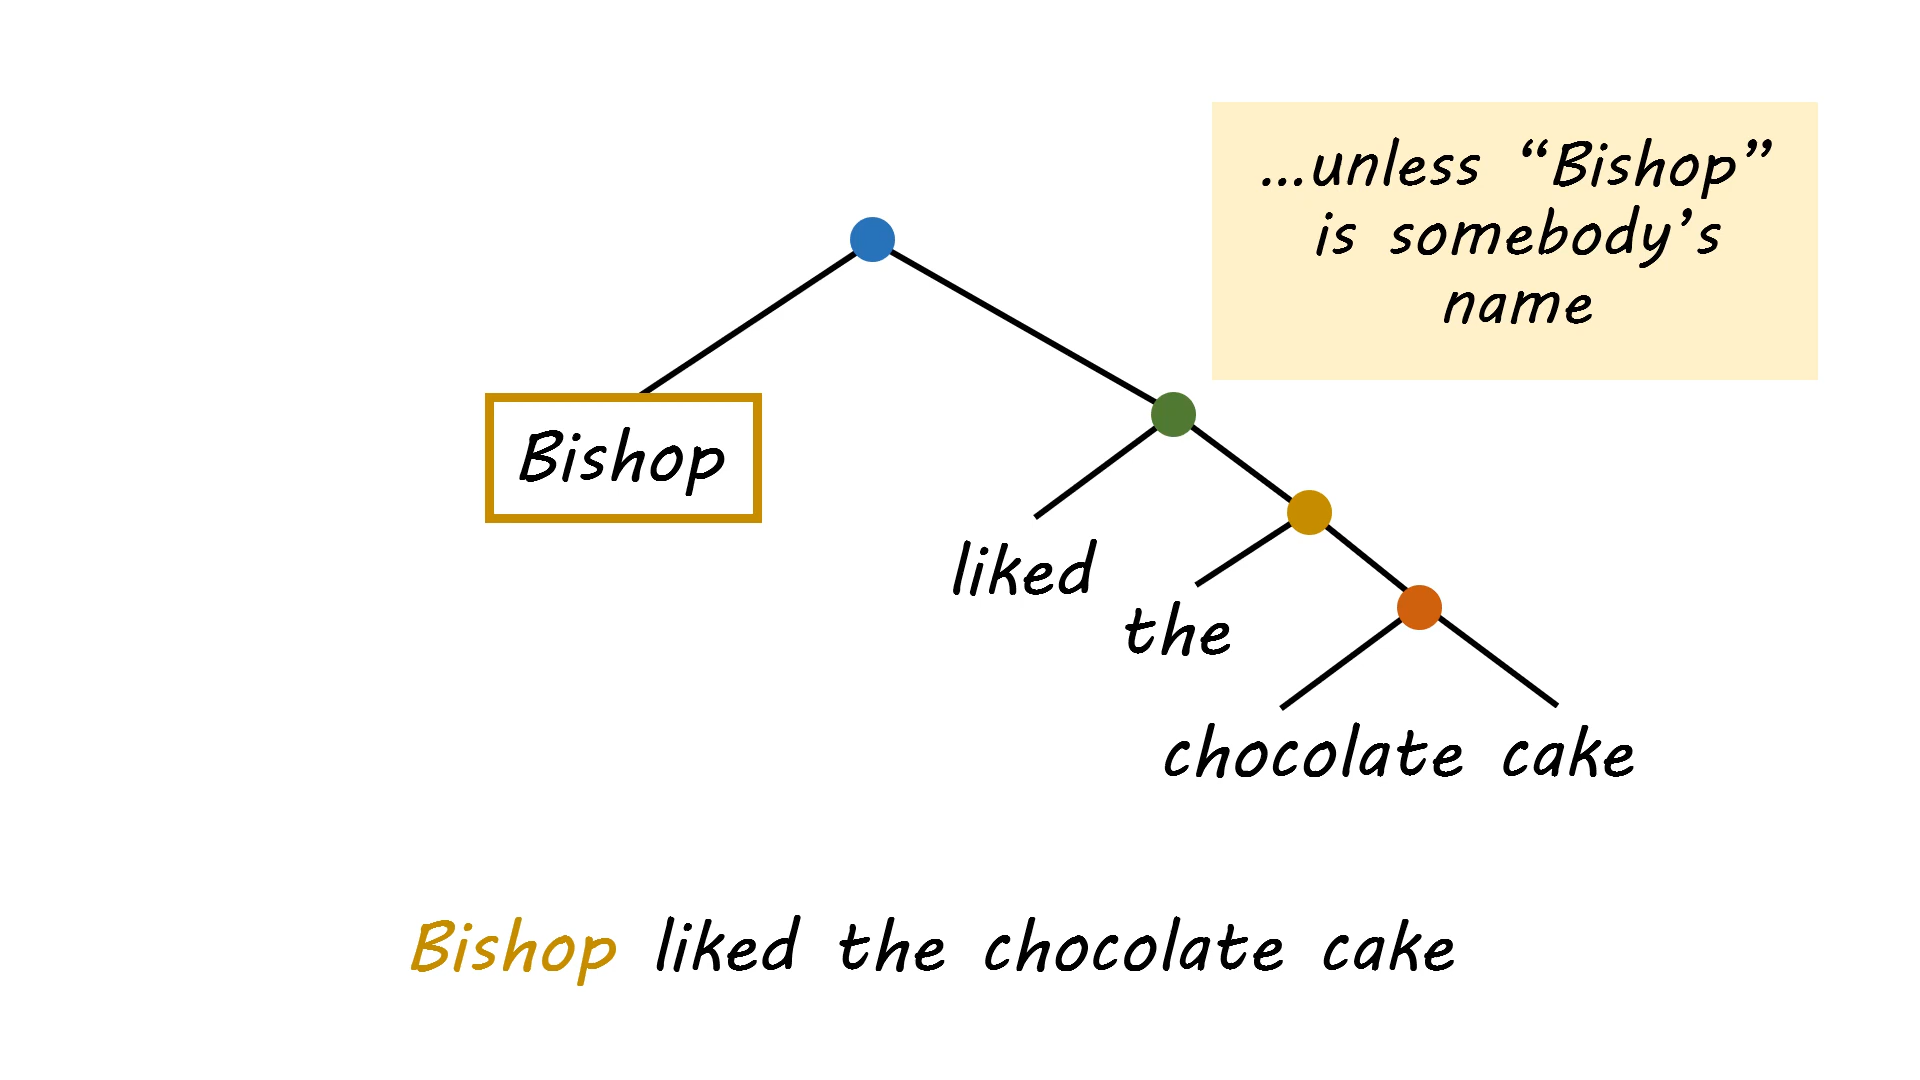 ...unless “Bishop”
is somebody’s
name
Bishop
liked
the
chocolate cake
Bishop liked the chocolate cake